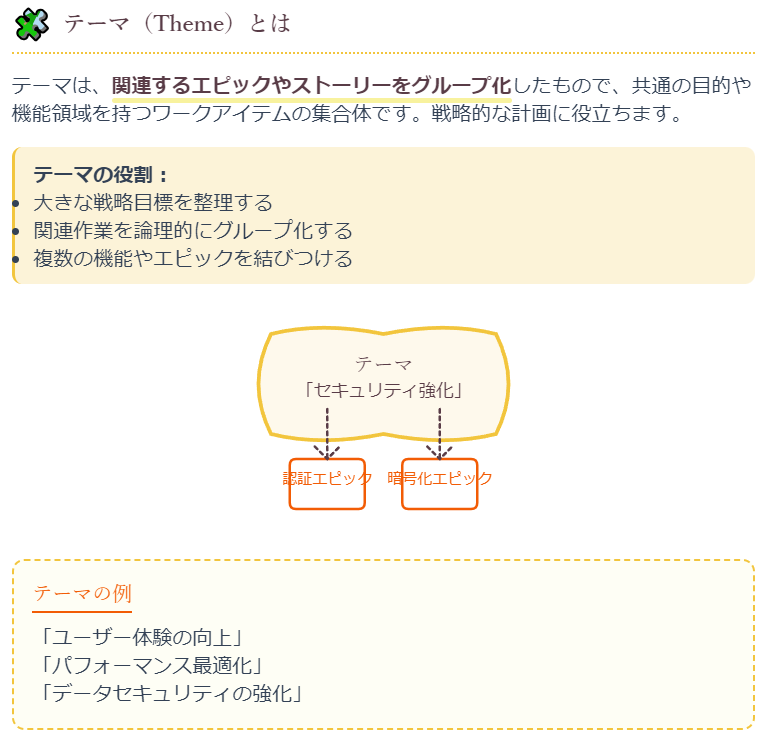 テーマ（Theme）とは
テーマは、関連するエピックやストーリーをグループ化したもので、共通の目的や
機能領域を持つワークアイテムの集合体です。戦略的な計画に役立ちます。
テーマの役割：
大きな戦略目標を整理する
関連作業を論理的にグループ化する
複数の機能やエピックを結びつける
テーマ
「セキュリティ強化」
認証エピック
暗号化エピック
テーマの例
「ユーザー体験の向上」
「パフォーマンス最適化」
「データセキュリティの強化」